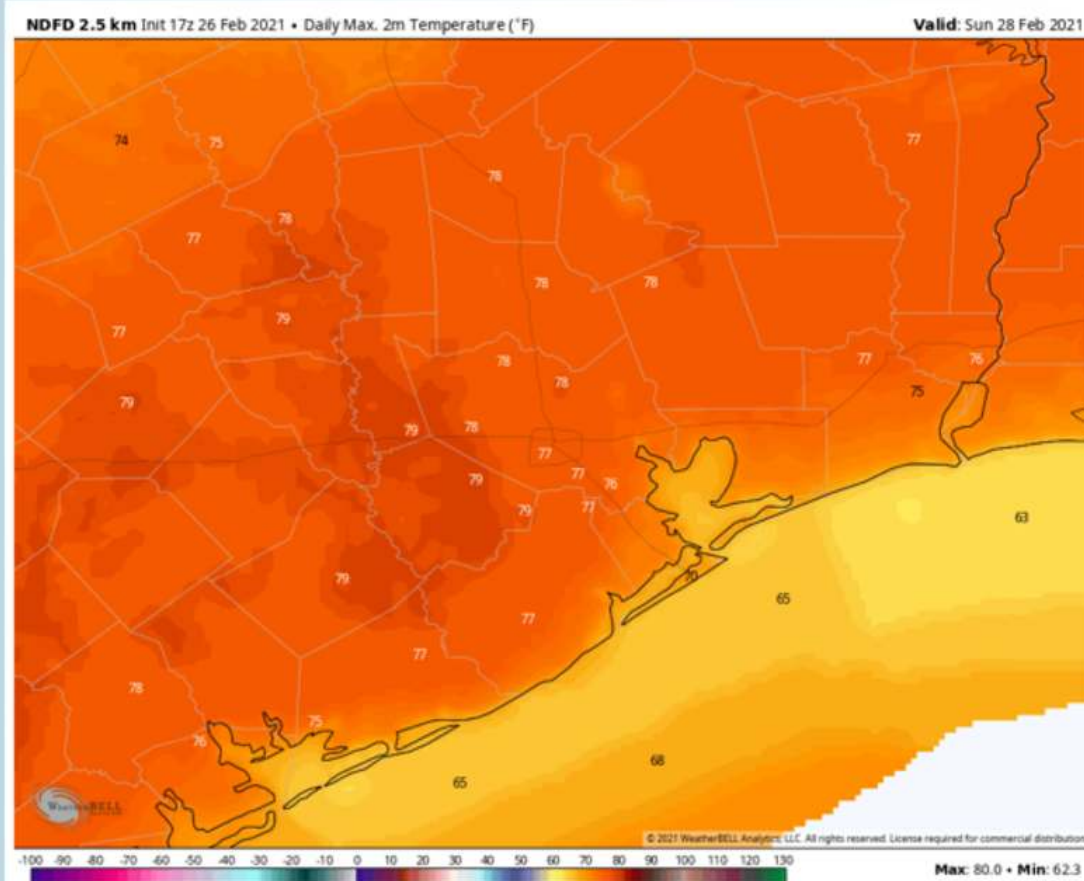 NDFD 2.5 km Init 17z 26 Feb 2021 • Daily Max. 2m Temperature (°F) Valid: Sun 28 Feb 2021
74 75 77
78
78
77
78 78
79
77
78 77 76
78 75
79
79 78
77
79 77 76
79 77 63
79 70
65
77
77
78
75
76
68
65
WeatherBELL
© 2021 WeatherBELL Analytics, LLC. All rights reserved. License required for commercial distribution
-100 -90 -80 -70 -60 -50 -40 -30 -20 -10 0 10 20 30 40 50 60 70 80 90 100 110 120 130
Max: 80.0 • Min: 62.3